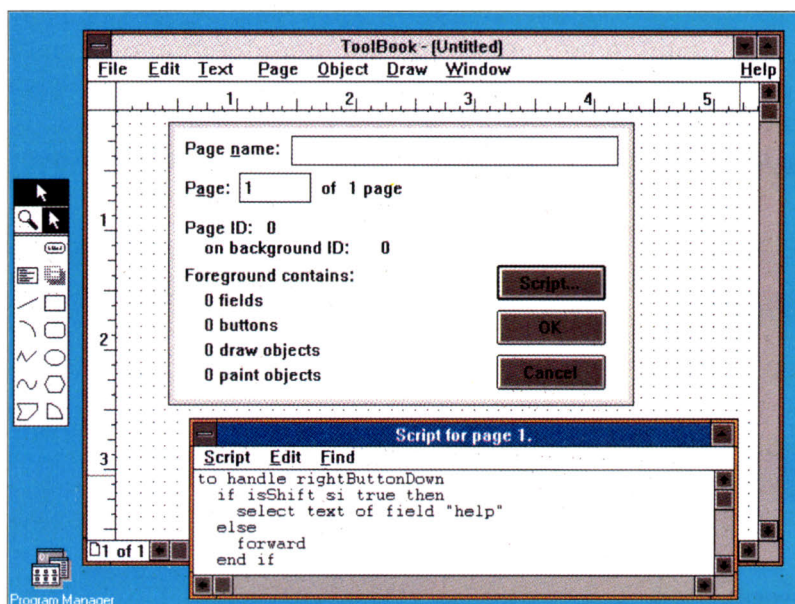 ToolBook - (Untitled)
File Edit Text Page Object Draw Window Help
1 2 3 4 5
Page name:
Page: 1 of 1 page
1
Page ID: 0
on background ID: 0
Foreground contains:
Script...
0 fields
0 buttons
OK
2
0 draw objects
0 paint objects
Cancel
Script for page 1.
3
Script Edit Find
to handle rightButtonDown
if isShift si true then
select text of field "help"
else
forward
end if
1 of 1
Program Manager